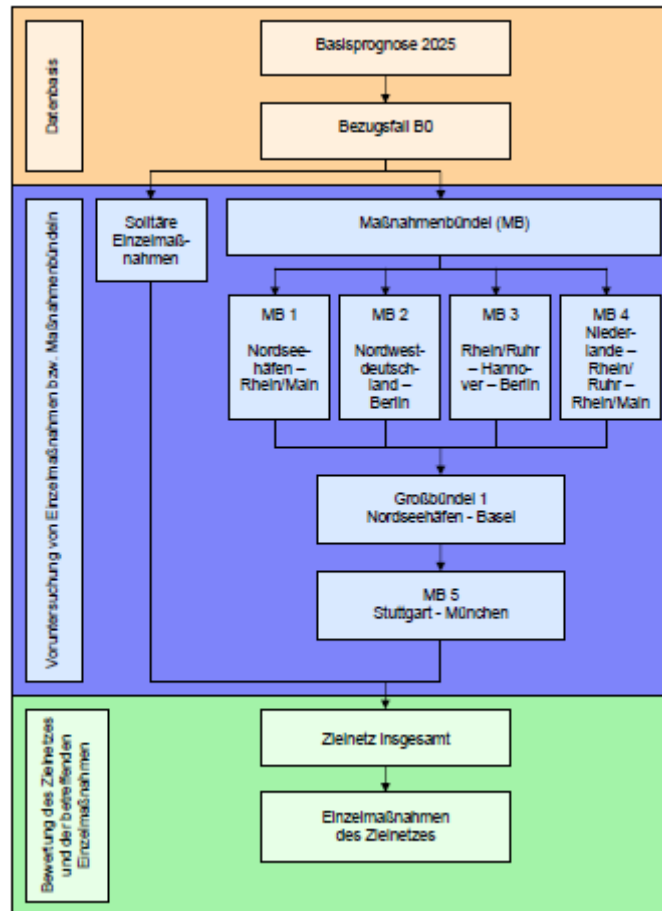 Datenbasis
Basisprognose 2025
Bezugsfall B0
Voruntersuchung von Einzelmaßnahmen bzw. Maßnahmenbündeln
Solitäre
Einzelmaß-
nahmen
Maßnahmenbündel (MB)
MB 1
Nordsee-
häfen –
Rhein/Main
MB 2
Nordwest-
deutsch-
land –
Berlin
MB 3
Rhein/Ruhr
– Hanno-
ver – Berlin
MB 4
Nieder-
lande –
Rhein/
Ruhr –
Rhein/Main
Großbündel 1
Nordseehäfen - Basel
MB 5
Stuttgart - München
Bewertung des Zielnetzes
und der betreffenden
Einzelmaßnahmen
Zielnetz insgesamt
Einzelmaßnahmen
des Zielnetzes